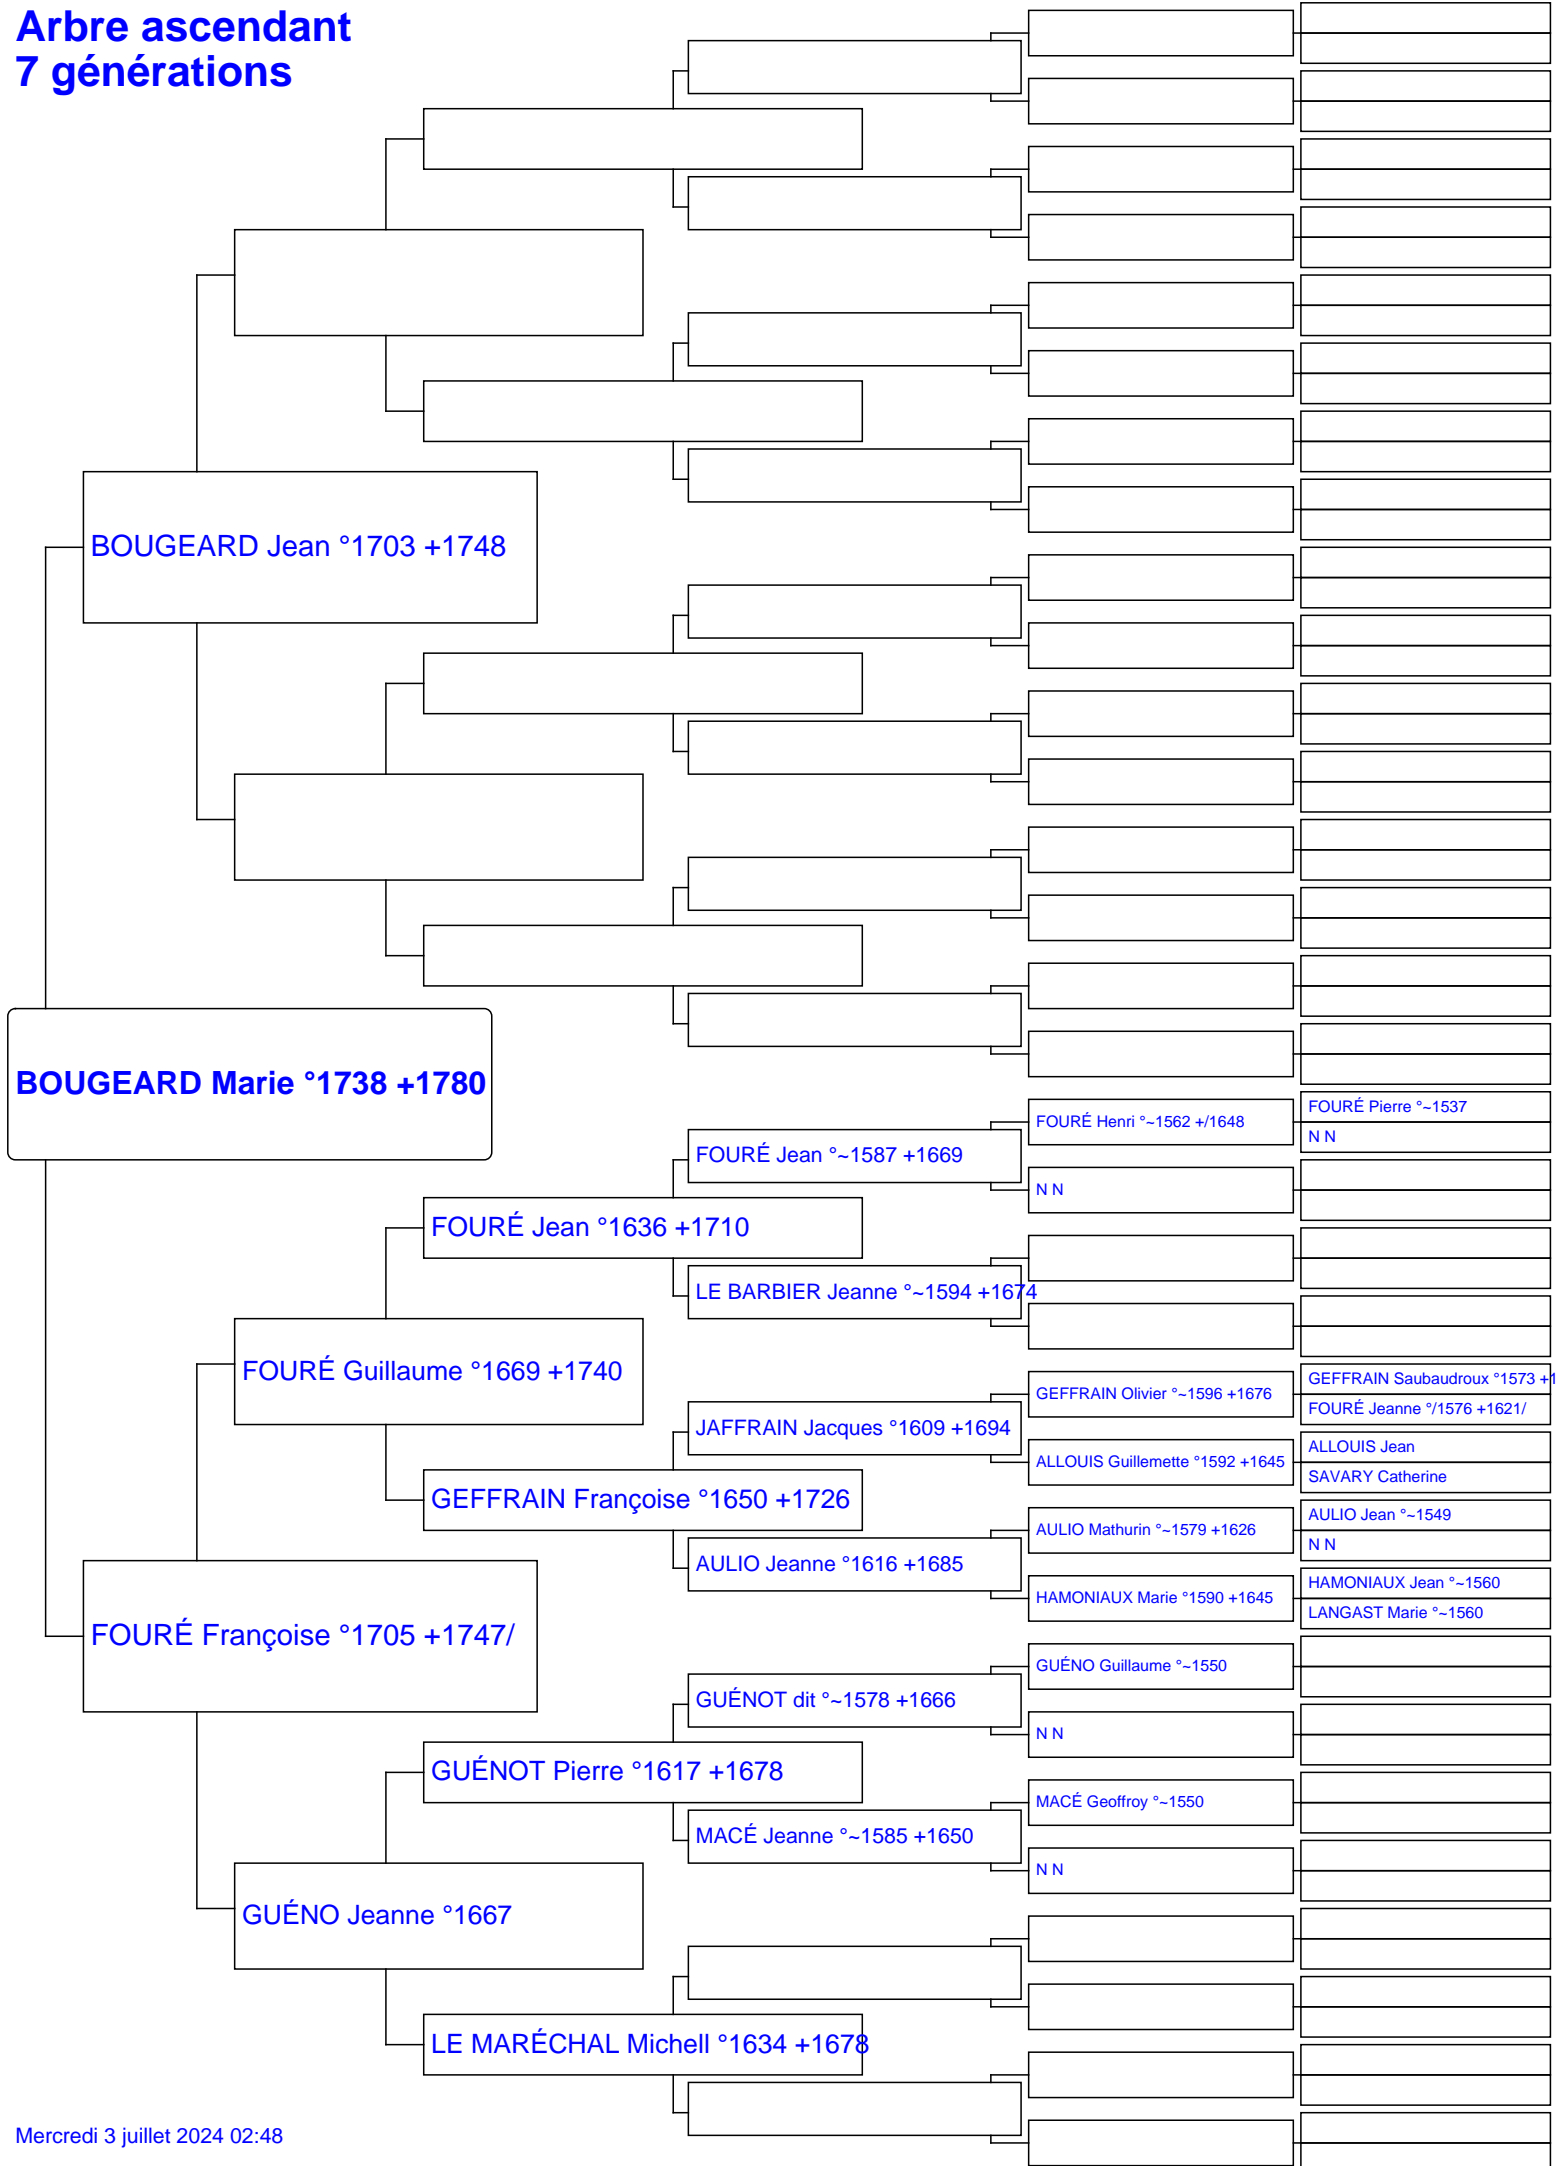 Arbre ascendant
7 générations
BOUGEARD Jean °1703 +1748
BOUGEARD Marie °1738 +1780
FOURÉ Pierre °~1537
FOURÉ Henri °~1562 +/1648
N N
FOURÉ Jean °~1587 +1669
N N
FOURÉ Jean °1636 +1710
LE BARBIER Jeanne °~1594 +1674
FOURÉ Guillaume °1669 +1740
GEFFRAIN Saubaudroux °1573 +1
GEFFRAIN Olivier °~1596 +1676
FOURÉ Jeanne °/1576 +1621/
JAFFRAIN Jacques °1609 +1694
ALLOUIS Jean
ALLOUIS Guillemette °1592 +1645
SAVARY Catherine
GEFFRAIN Françoise °1650 +1726
AULIO Jean °~1549
AULIO Mathurin °~1579 +1626
N N
AULIO Jeanne °1616 +1685
HAMONIAUX Jean °~1560
HAMONIAUX Marie °1590 +1645
LANGAST Marie °~1560
FOURÉ Françoise °1705 +1747/
GUÉNO Guillaume °~1550
GUÉNOT dit °~1578 +1666
N N
GUÉNOT Pierre °1617 +1678
MACÉ Geoffroy °~1550
MACÉ Jeanne °~1585 +1650
N N
GUÉNO Jeanne °1667
LE MARÉCHAL Michell °1634 +1678
Mercredi 3 juillet 2024 02:48